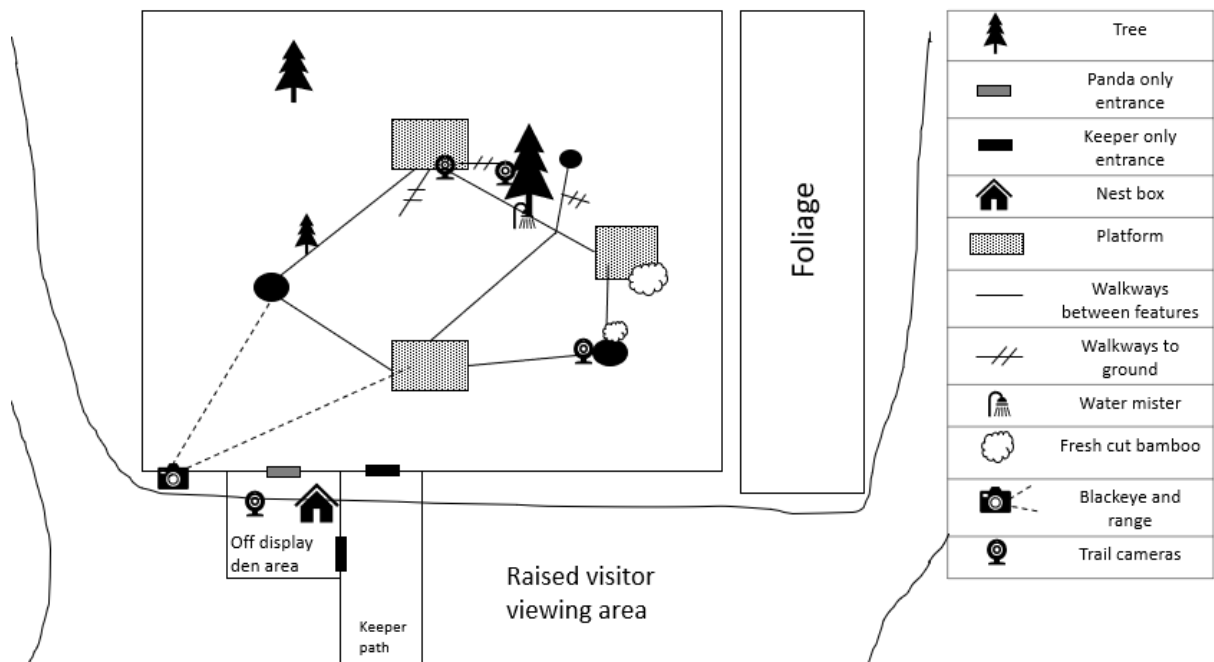 Foliage
Off display
den area
Keeper
path
Raised visitor
viewing area
Tree
Panda only
entrance
Keeper only
entrance
Nest box
Platform
Walkways
between features
Walkways to
ground
Water mister
Fresh cut bamboo
Blackeye and
range
Trail cameras